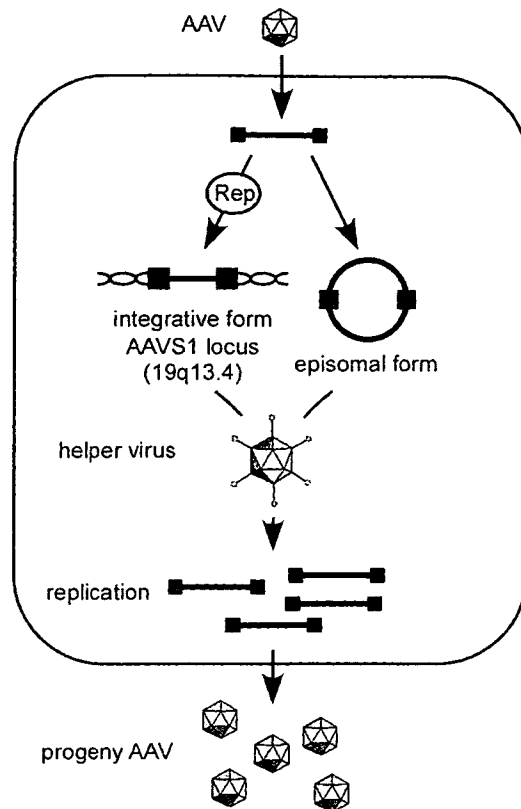 AAV
Rep
integrative form
AAVS1 locus
(19q13.4)
episomal form
helper virus
replication
progeny AAV